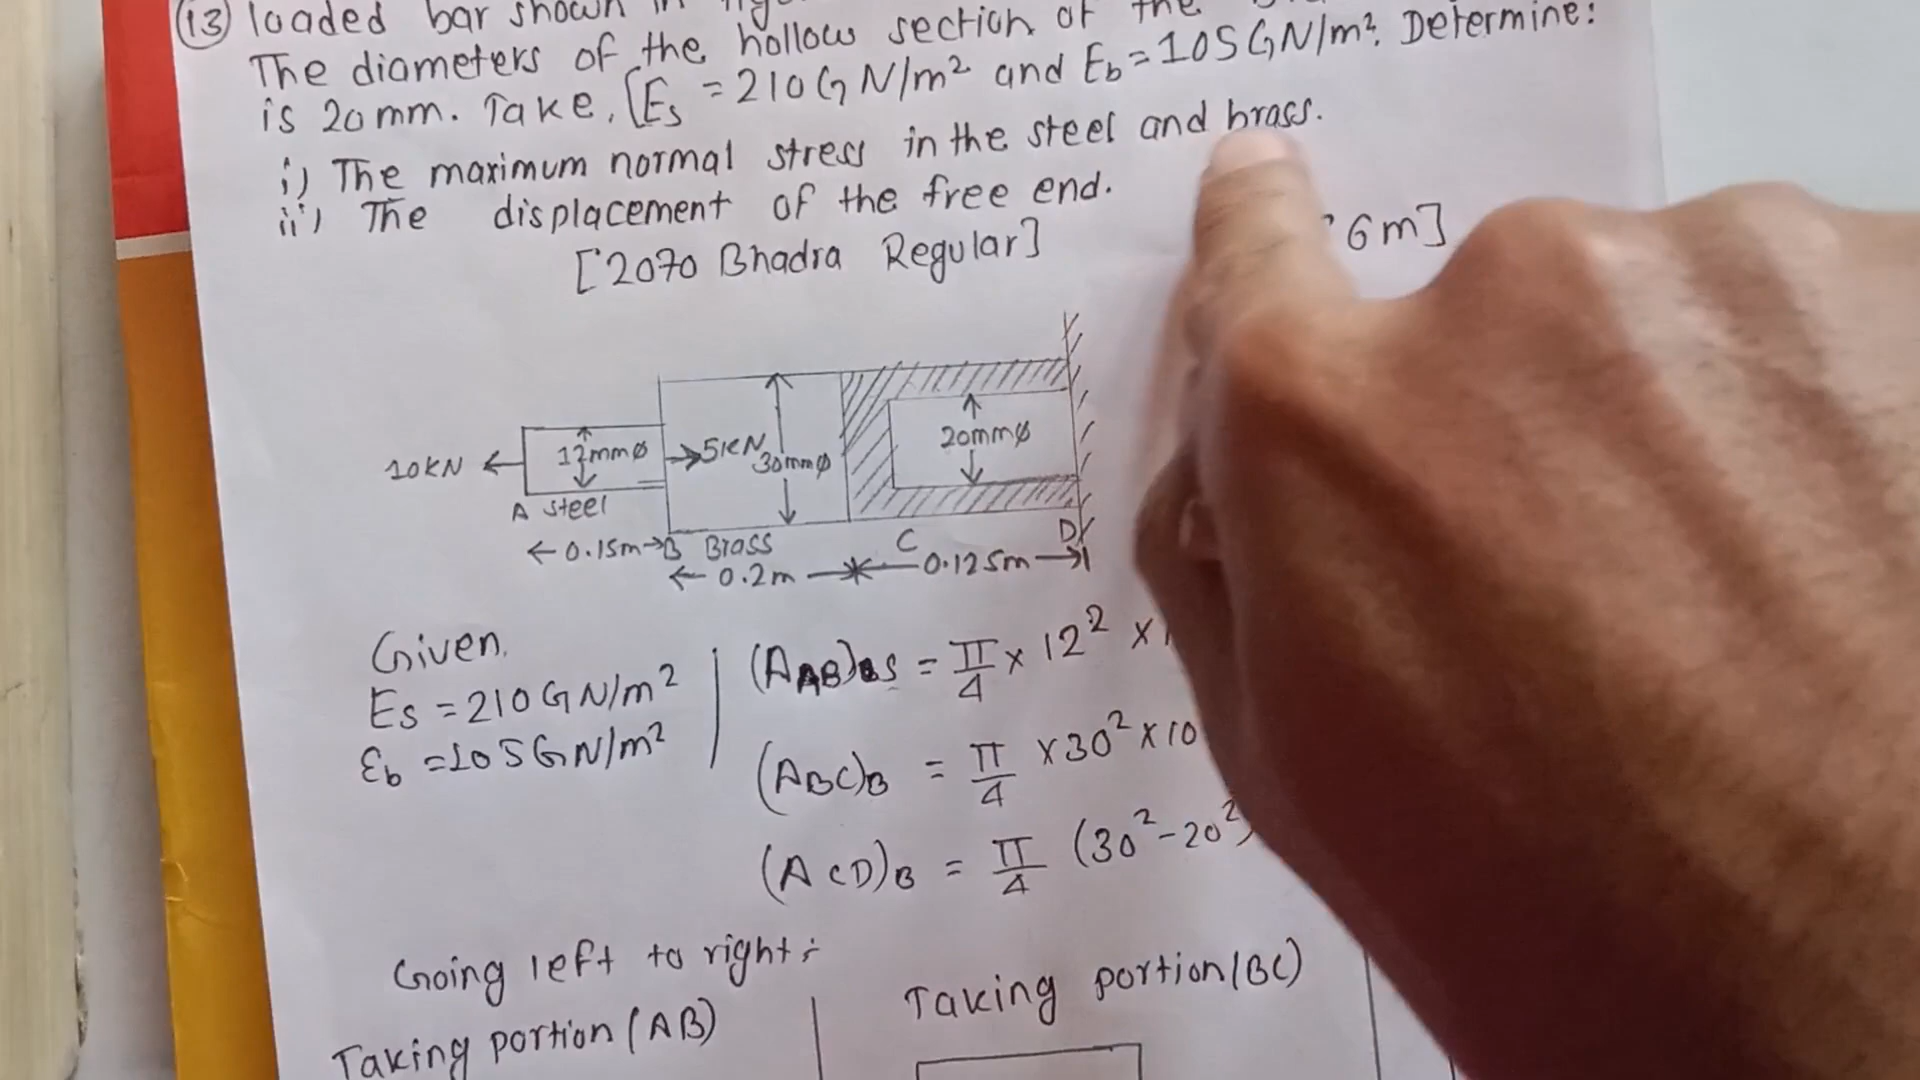 (13) loaded bar shown in
The diameters of the hollow section of the
is 20mm. Take, [Es = 210 GN/m² and Eb = 105 GN/m². Determine:
i) The maximum normal stress in the steel and brass.
ii) The displacement of the free end.
[2070 Bhadra Regular] 6m]
10KN ← 12mmø → 5KN 30mmø 20mmø
A steel
← 0.15m → B Brass C D
← 0.2m 0.125m →
Given,
Es = 210 GN/m²
Eb = 105 GN/m²
(AAB)s = π/4 × 12² ×
(ABC)B = π/4 × 30² × 10
(ACD)B = π/4 (30² - 20²)
Going left to right:
Taking portion (AB)
Taking portion (BC)